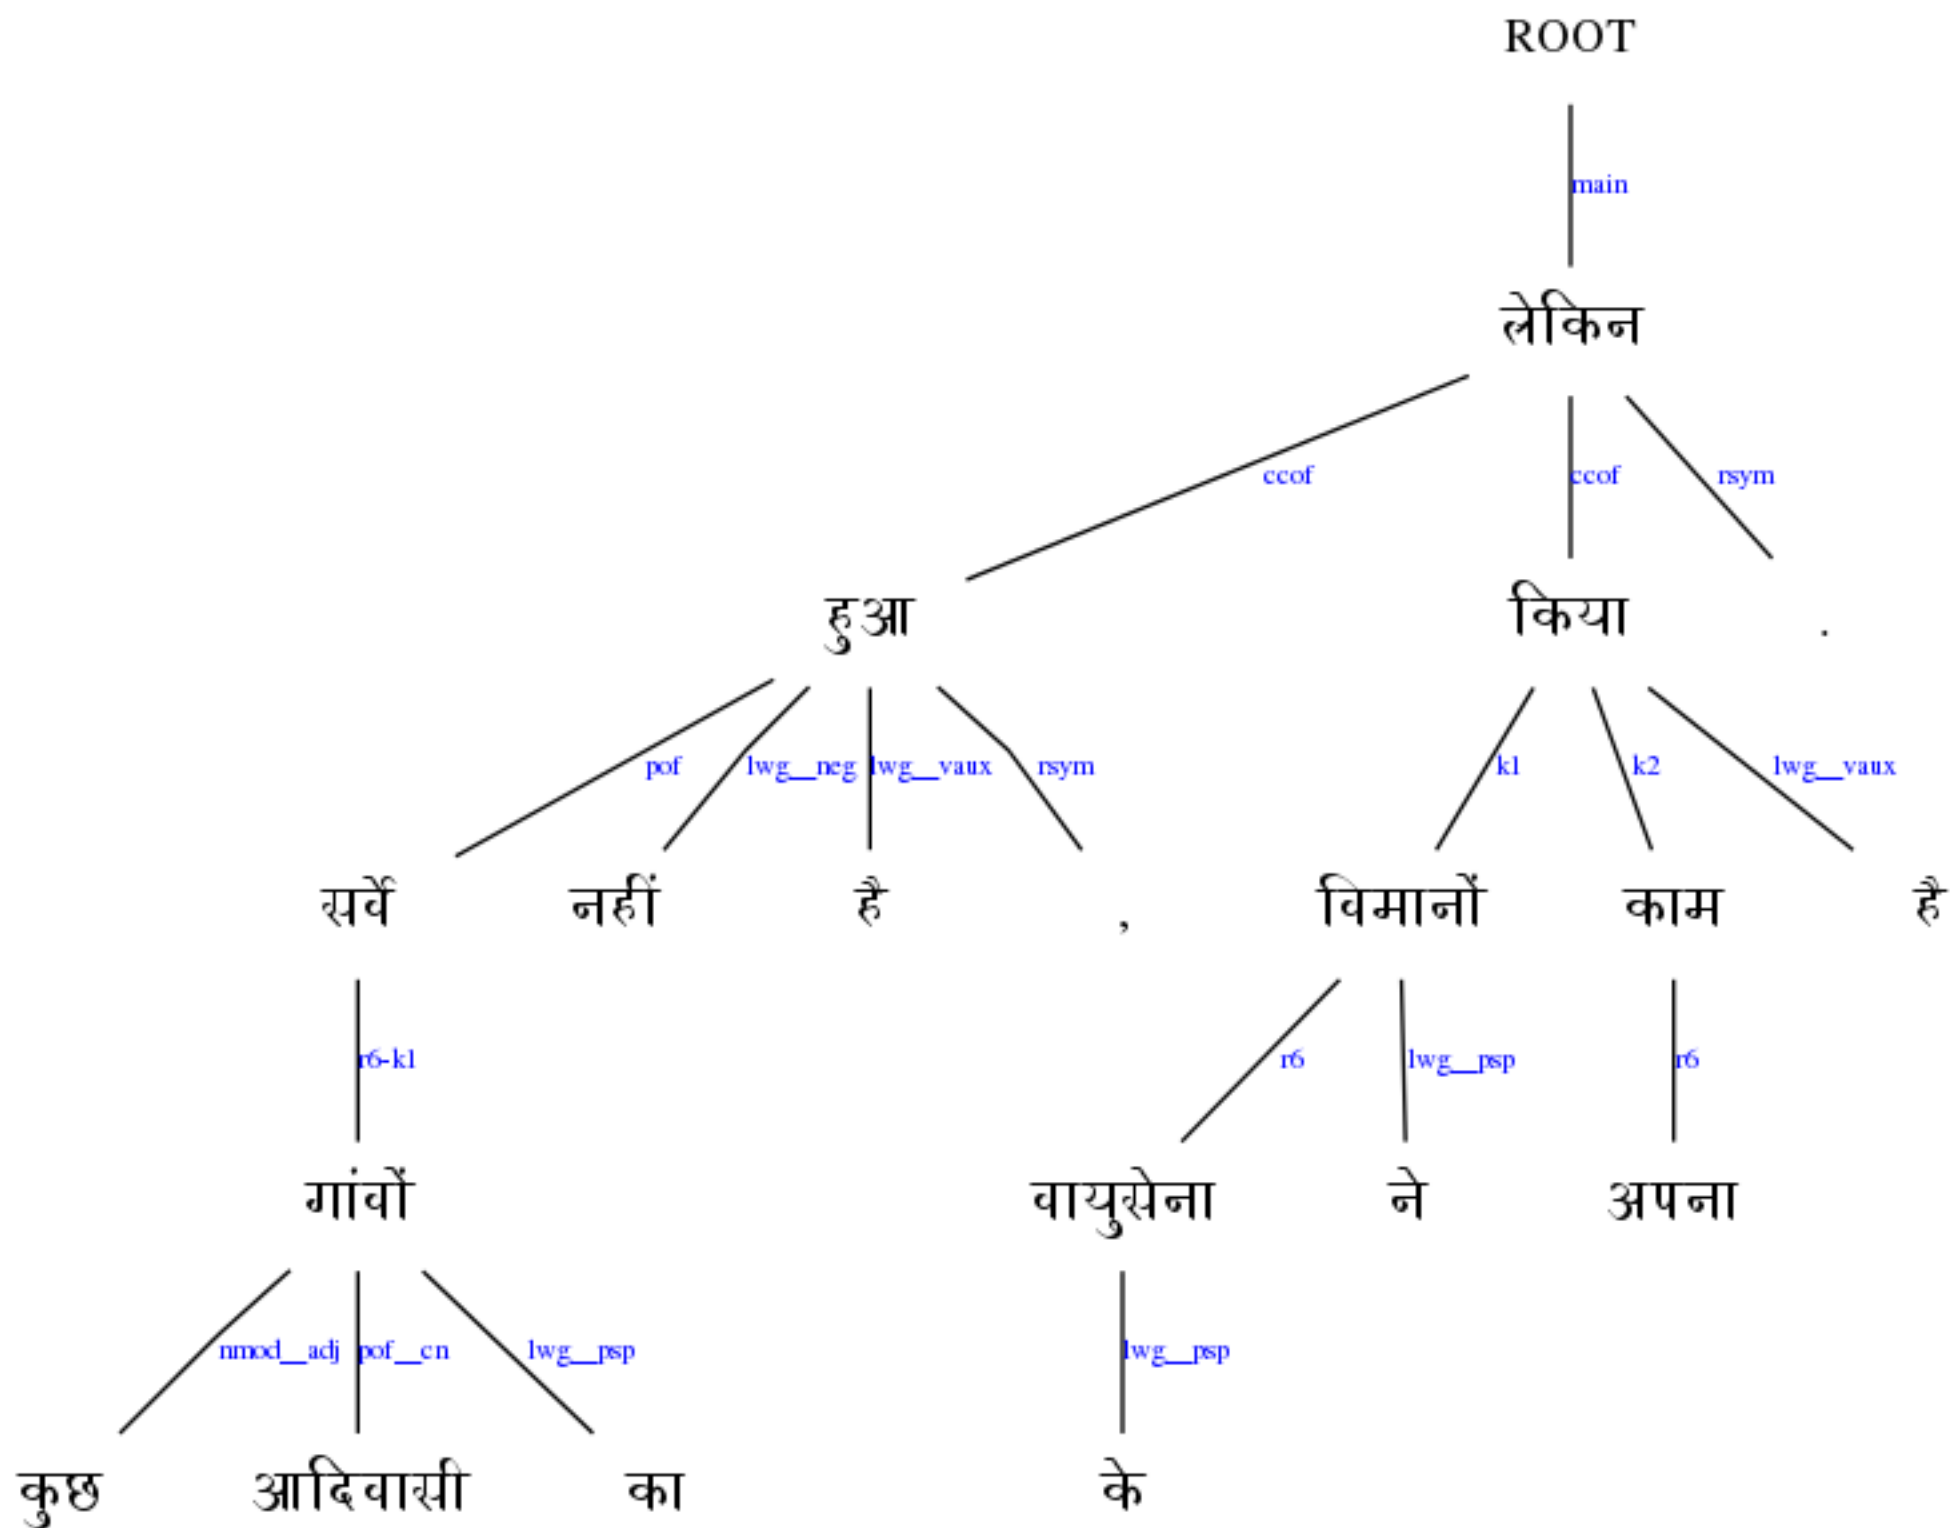 ROOT
main
लेकिन
ccof ccof rsym
हुआ किया .
pof lwg__neg lwg__vaux rsym k1 k2 lwg__vaux
सर्वे नहीं है , विमानों काम है
r6-k1 r6 lwg__psp r6
गांवों वायुसेना ने अपना
nmod__adj pof__cn lwg__psp lwg__psp
कुछ आदिवासी का के